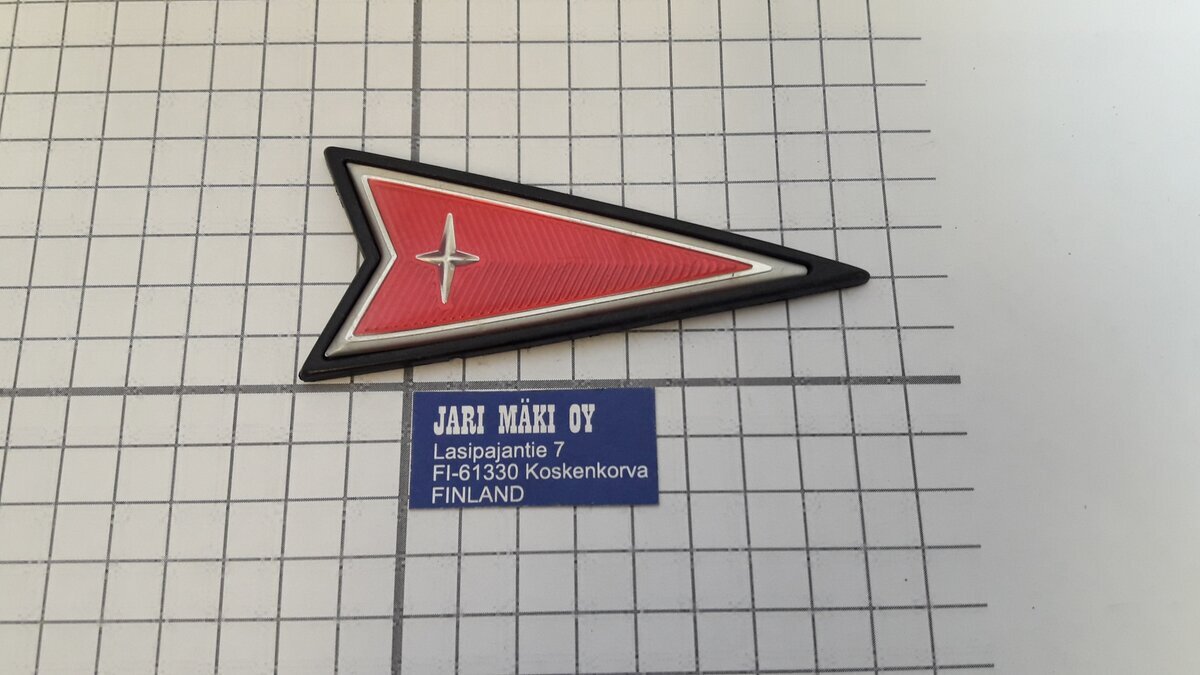 JARI MÄKI OY
Lasipajantie 7
FI-61330 Koskenkorva
FINLAND